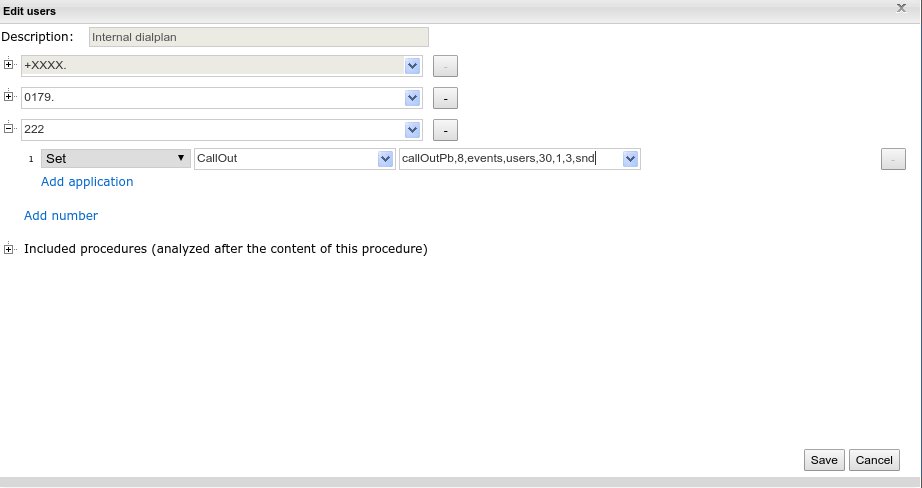 Edit users X
Description: Internal dialplan
+XXXX. -
0179. -
222 -
1 Set CallOut callOutPb,8,events,users,30,1,3,snd -
Add application
Add number
Included procedures (analyzed after the content of this procedure)
Save Cancel